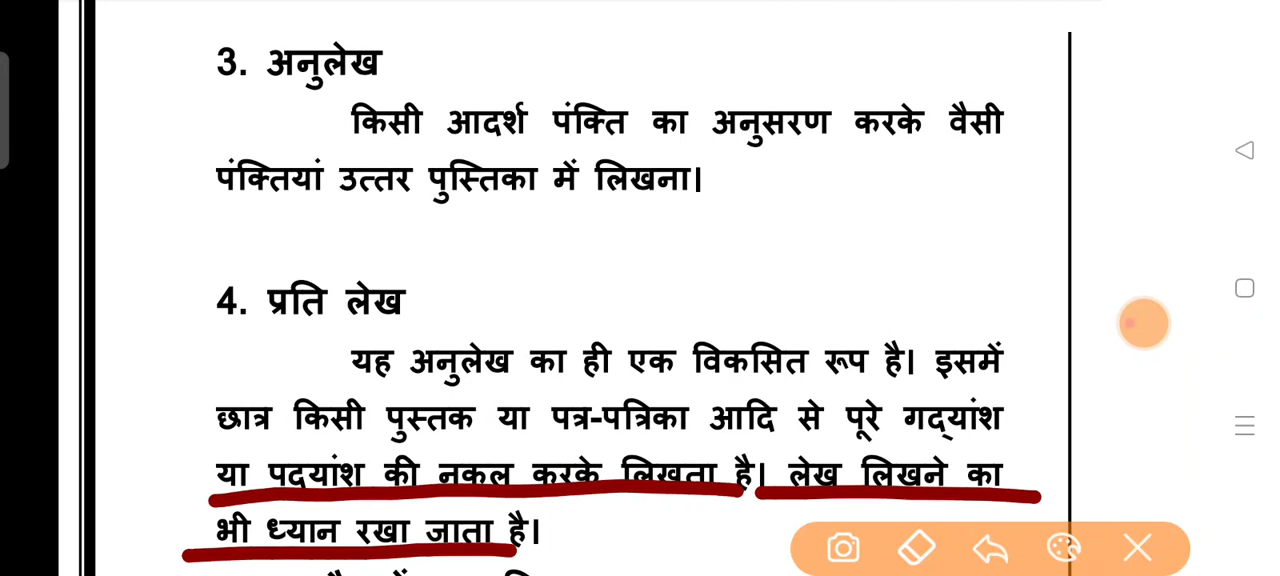 3. अनुलेख
किसी आदर्श पंक्ति का अनुसरण करके वैसी
पंक्तियां उत्तर पुस्तिका में लिखना।
4. प्रति लेख
यह अनुलेख का ही एक विकसित रूप है। इसमें
छात्र किसी पुस्तक या पत्र-पत्रिका आदि से पूरे गद्यांश
या पद्यांश की नकल करके लिखता है। लेख लिखने का
भी ध्यान रखा जाता है।